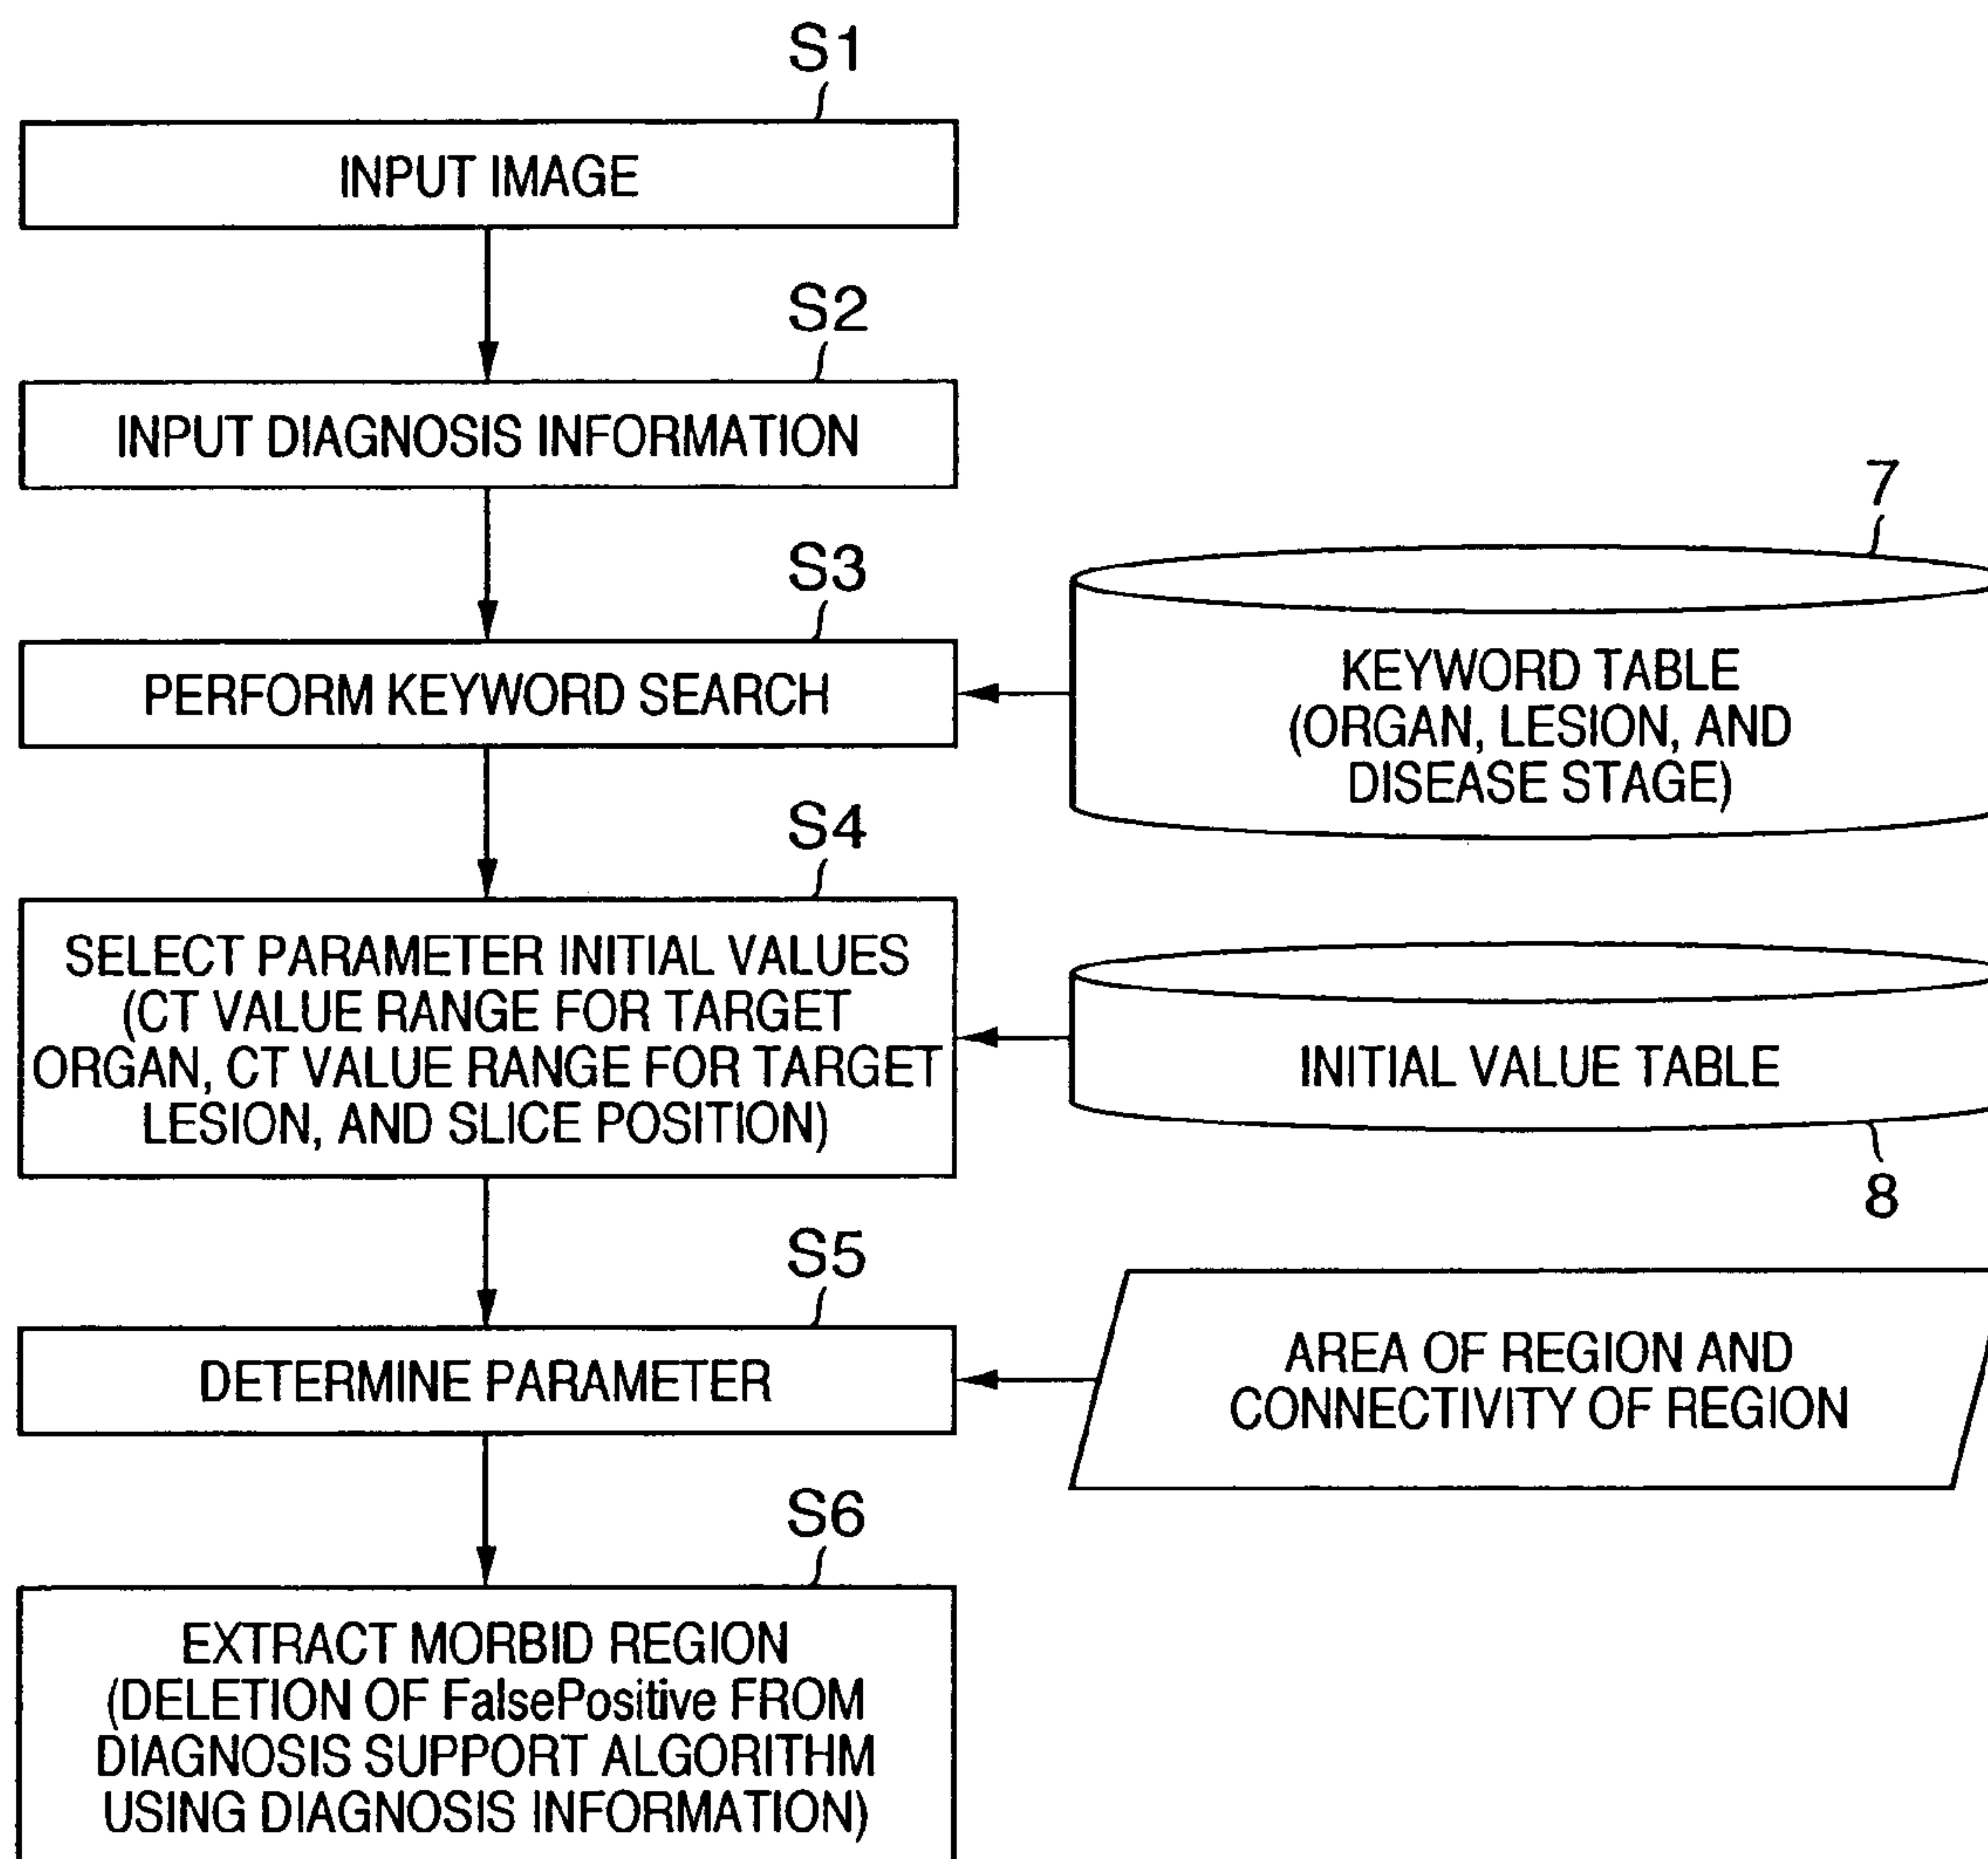 S1
INPUT IMAGE
S2
INPUT DIAGNOSIS INFORMATION
S3
PERFORM KEYWORD SEARCH
7
KEYWORD TABLE
(ORGAN, LESION, AND
DISEASE STAGE)
S4
SELECT PARAMETER INITIAL VALUES
(CT VALUE RANGE FOR TARGET
ORGAN, CT VALUE RANGE FOR TARGET
LESION, AND SLICE POSITION)
INITIAL VALUE TABLE
8
S5
DETERMINE PARAMETER
AREA OF REGION AND
CONNECTIVITY OF REGION
S6
EXTRACT MORBID REGION
(DELETION OF FalsePositive FROM
DIAGNOSIS SUPPORT ALGORITHM
USING DIAGNOSIS INFORMATION)